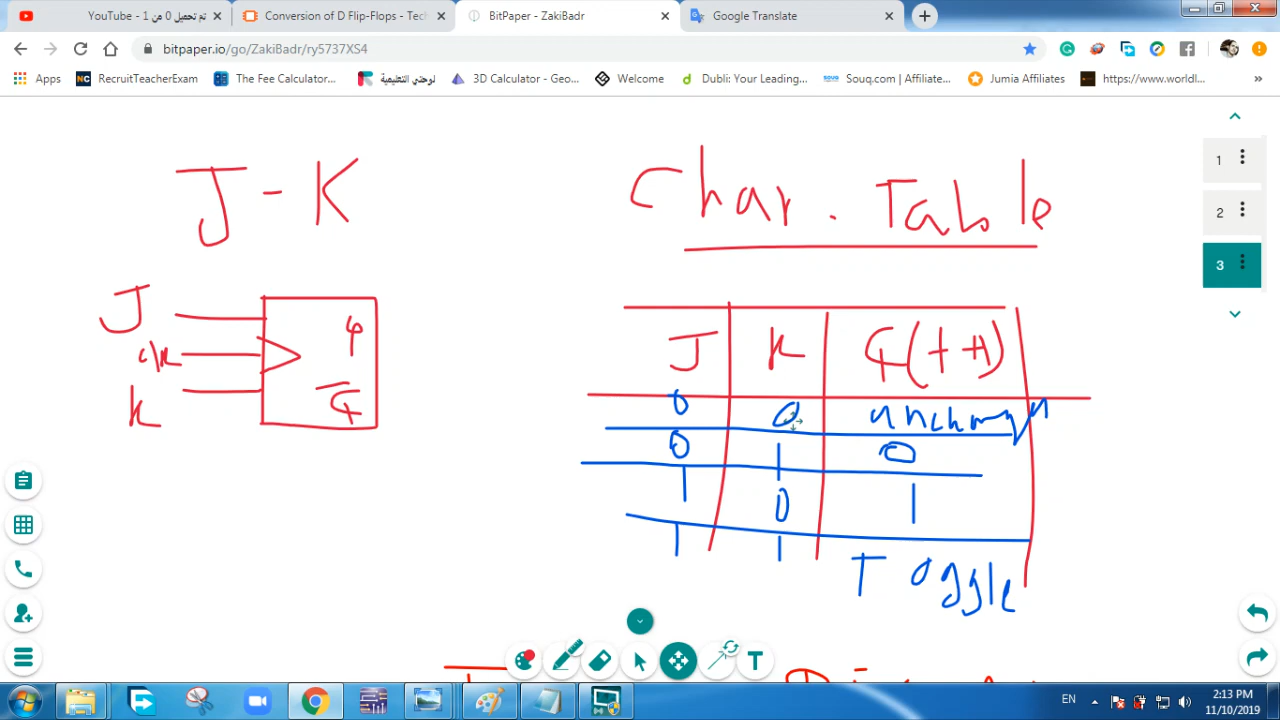 تم تحميل 0 من 1 - YouTube
Conversion of D Flip-Flops - Tech
BitPaper - ZakiBadr
Google Translate
bitpaper.io/go/ZakiBadr/ry5737XS4
Apps
RecruitTeacherExam
The Fee Calculator...
لوحتي التعليمية
3D Calculator - Geo...
Welcome
Dubli: Your Leading...
Souq.com | Affiliate...
Jumia Affiliates
https://www.worldl...
»
J - K
Char. Table
1
2
3
J
clk
K
J K
0 0
0 1 0
1 0 1
1 1 Toggle
T
EN
2:13 PM
11/10/2019